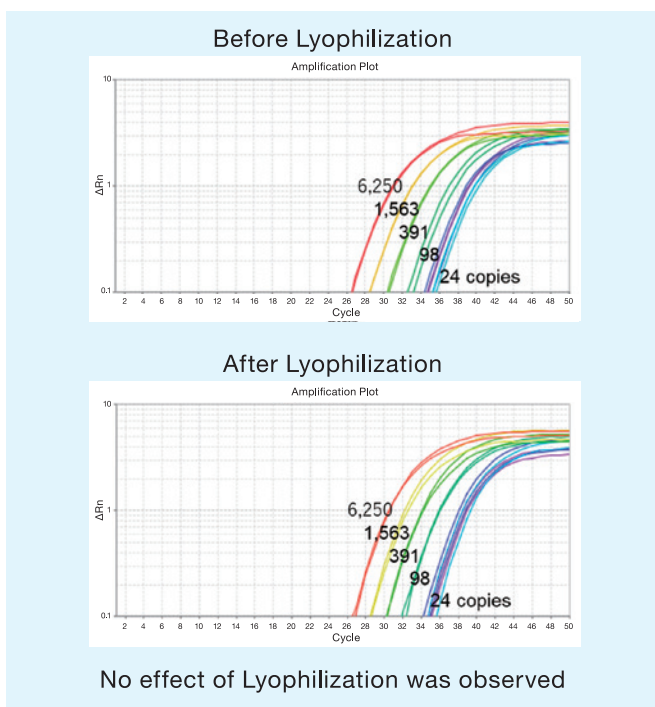 Before Lyophilization
Amplification Plot
10
ΔRn
1
6,250
1,563
391
98
24 copies
0.1
2 4 6 8 10 12 14 16 18 20 22 24 26 28 30 32 34 36 38 40 42 44 46 48 50
Cycle
After Lyophilization
Amplification Plot
10
ΔRn
1
6,250
1,563
391
98
24 copies
0.1
2 4 6 8 10 12 14 16 18 20 22 24 26 28 30 32 34 36 38 40 42 44 46 48 50
Cycle
No effect of Lyophilization was observed